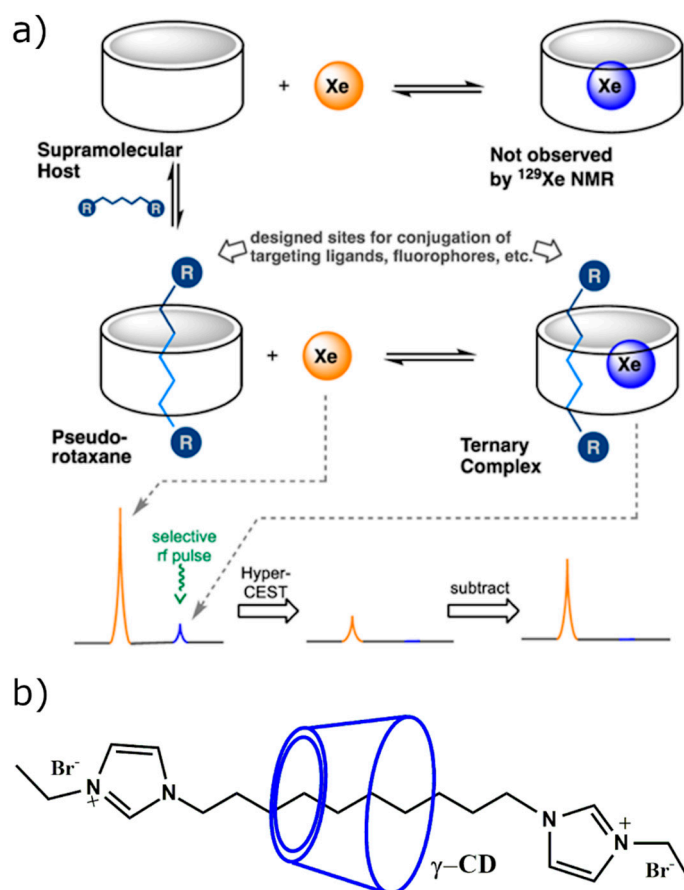 a)
+
Xe
Xe
Supramolecular
Host
Not observed
by ¹²⁹Xe NMR
R
R
designed sites for conjugation of
targeting ligands, fluorophores, etc.
R
R
+
Xe
Xe
R
R
Pseudo-
rotaxane
Ternary
Complex
selective
rf pulse
Hyper-
CEST
subtract
b)
Br⁻
N
+
N
γ–CD
N
N
+
Br⁻